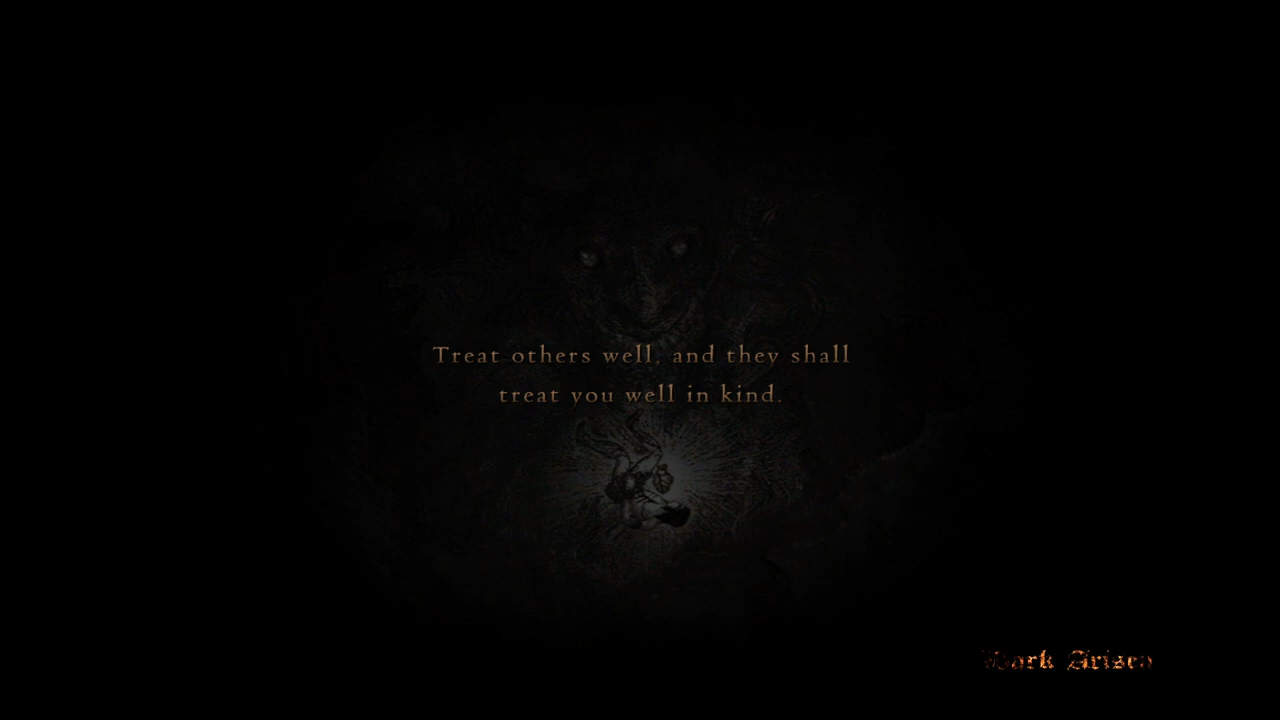 Treat others well, and they shall
treat you well in kind.
Dark Arisen